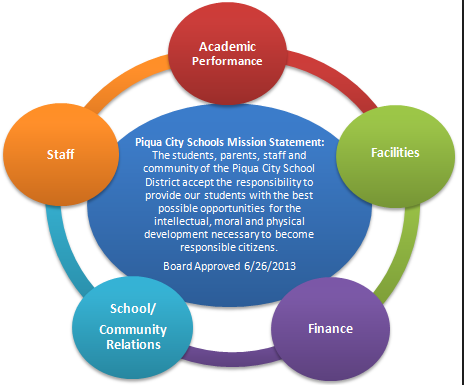 Academic
Performance
Staff
Facilities
Piqua City Schools Mission Statement:
The students, parents, staff and
community of the Piqua City School
District accept the responsibility to
provide our students with the best
possible opportunities for the
intellectual, moral and physical
development necessary to become
responsible citizens.
Board Approved 6/26/2013
School/
Community
Relations
Finance